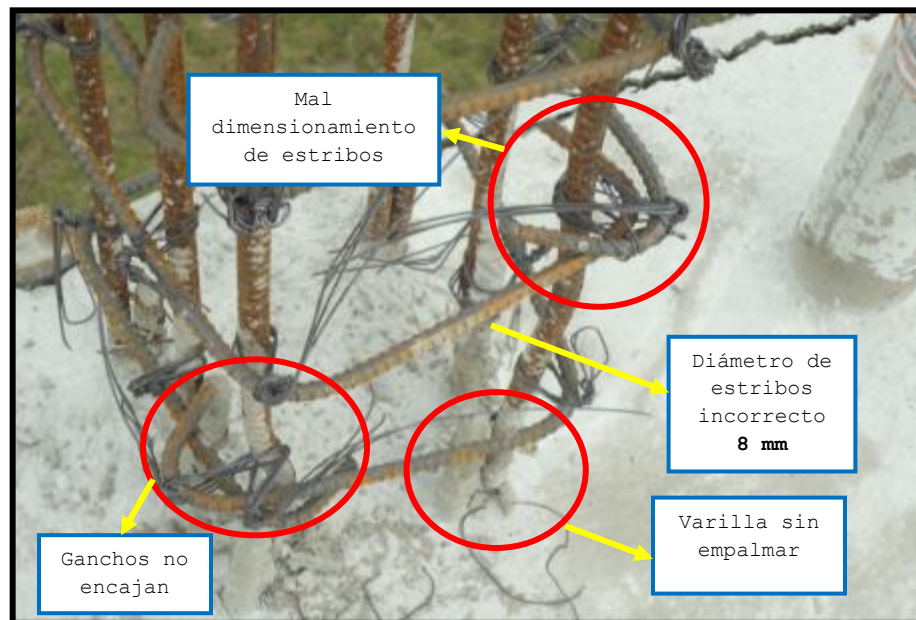 Mal
dimensionamiento
de estribos
Diámetro de
estribos
incorrecto
8 mm
Ganchos no
encajan
Varilla sin
empalmar